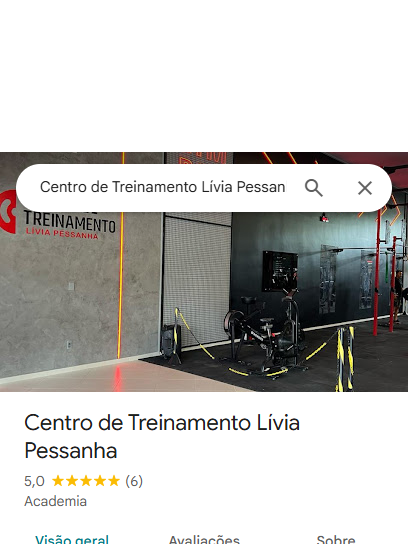 Centro de Treinamento Lívia Pessan
TREINAMENTO
LÍVIA PESSANHA
Centro de Treinamento Lívia
Pessanha
5,0 ★★★★★ (6)
Academia
Visão geral Avaliações Sobre